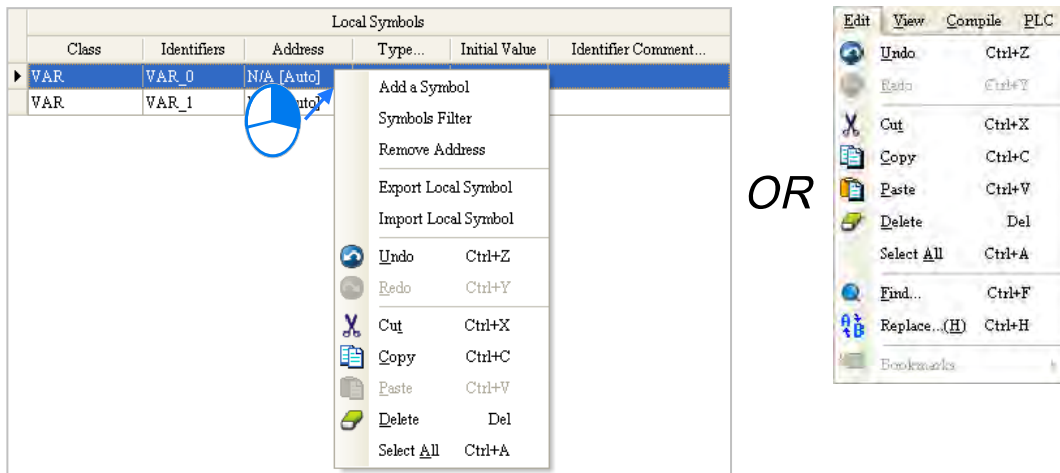 Local Symbols
Class Identifiers Address Type... Initial Value Identifier Comment...
VAR VAR_0 N/A [Auto]
VAR VAR_1
Add a Symbol
Symbols Filter
Remove Address
Export Local Symbol
Import Local Symbol
Undo Ctrl+Z
Redo Ctrl+Y
Cut Ctrl+X
Copy Ctrl+C
Paste Ctrl+V
Delete Del
Select All Ctrl+A
OR
Edit View Compile PLC
Undo Ctrl+Z
Redo Ctrl+Y
Cut Ctrl+X
Copy Ctrl+C
Paste Ctrl+V
Delete Del
Select All Ctrl+A
Find... Ctrl+F
Replace...(H) Ctrl+H
Bookmarks